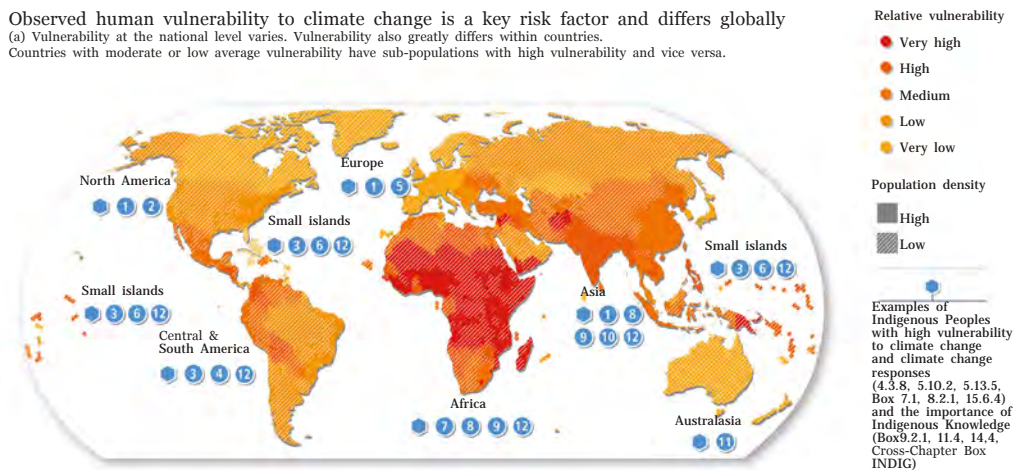 Observed human vulnerability to climate change is a key risk factor and differs globally
(a) Vulnerability at the national level varies. Vulnerability also greatly differs within countries.
Countries with moderate or low average vulnerability have sub-populations with high vulnerability and vice versa.
North America
1 2
Europe
1 5
Small islands
3 6 12
Small islands
3 6 12
Small islands
3 6 12
Central &
South America
3 4 12
Asia
1 8
9 10 12
Africa
7 8 9 12
Australasia
11
Relative vulnerability
Very high
High
Medium
Low
Very low
Population density
High
Low
Examples of
Indigenous Peoples
with high vulnerability
to climate change
and climate change
responses
(4.3.8, 5.10.2, 5.13.5,
Box 7.1, 8.2.1, 15.6.4)
and the importance of
Indigenous Knowledge
(Box9.2.1, 11.4, 14,4,
Cross-Chapter Box
INDIG)